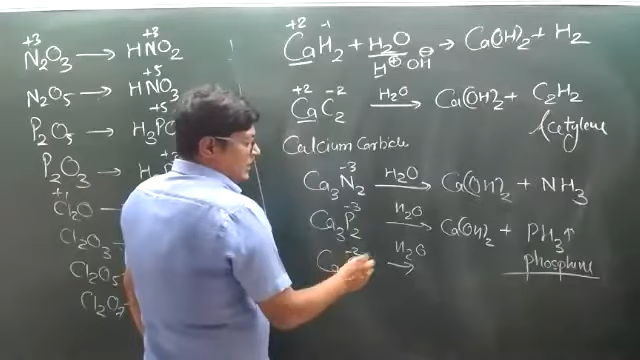 +3 +3
N₂O₃ → HNO₂
+5
N₂O₅ → HNO₃
+5
P₂O₅ → H₃PO
P₂O₃ →
+1
Cl₂O
Cl₂O₃
Cl₂O₅
Cl₂O₇
+2 -1
CaH₂ + H₂O → Ca(OH)₂ + H₂
H⊕ OH⊖
+2 -2
CaC₂ H₂O → Ca(OH)₂ + C₂H₂
Acetylene
Calcium Carbide
-3
Ca₃N₂ H₂O → Ca(OH)₂ + NH₃
-3
Ca₃P₂ H₂O → Ca(OH)₂ + PH₃↑
phosphine
Ca H₂O →